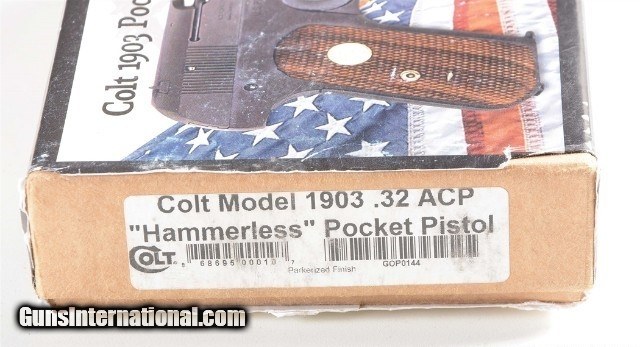 Colt 1903 Poc
Colt Model 1903 .32 ACP
"Hammerless" Pocket Pistol
COLT
Parkerized Finish
GOP0144
GunsInternational.com